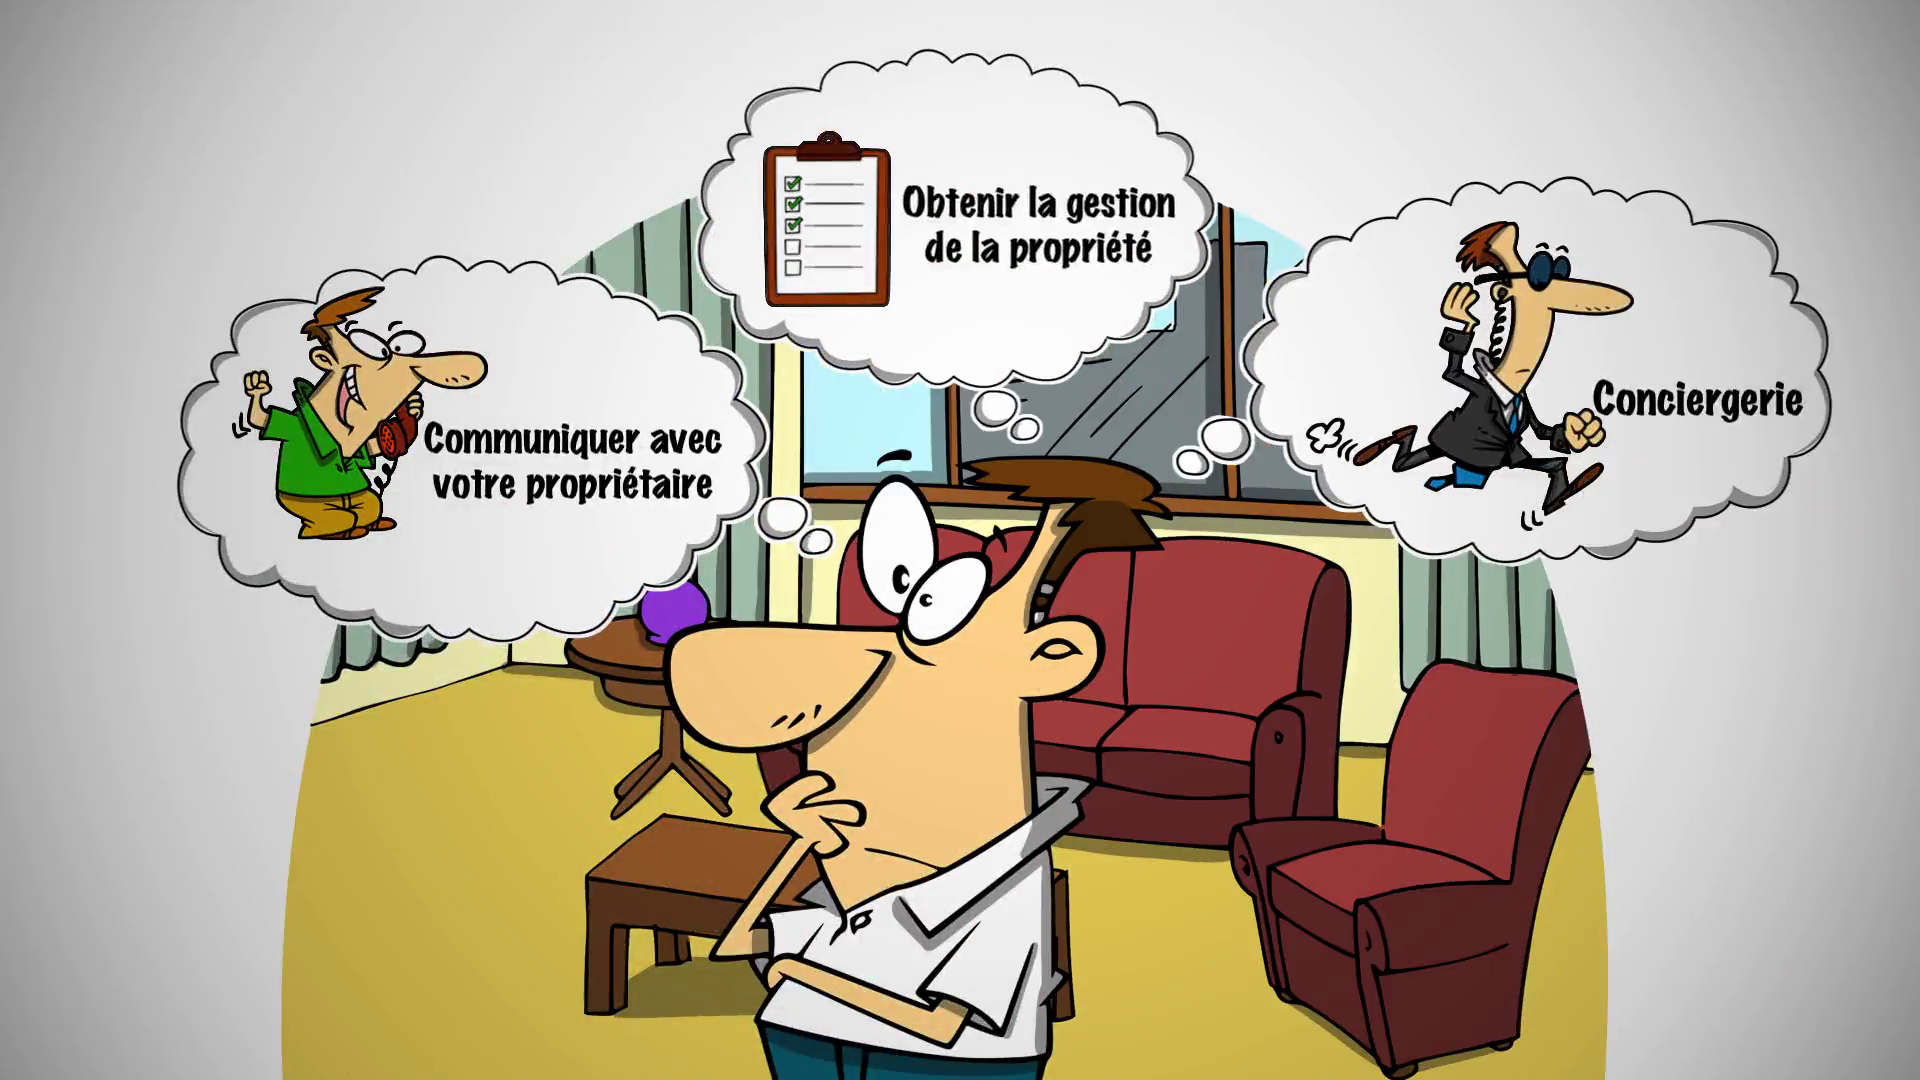 Communiquer avec
votre propriétaire
Obtenir la gestion
de la propriété
Conciergerie